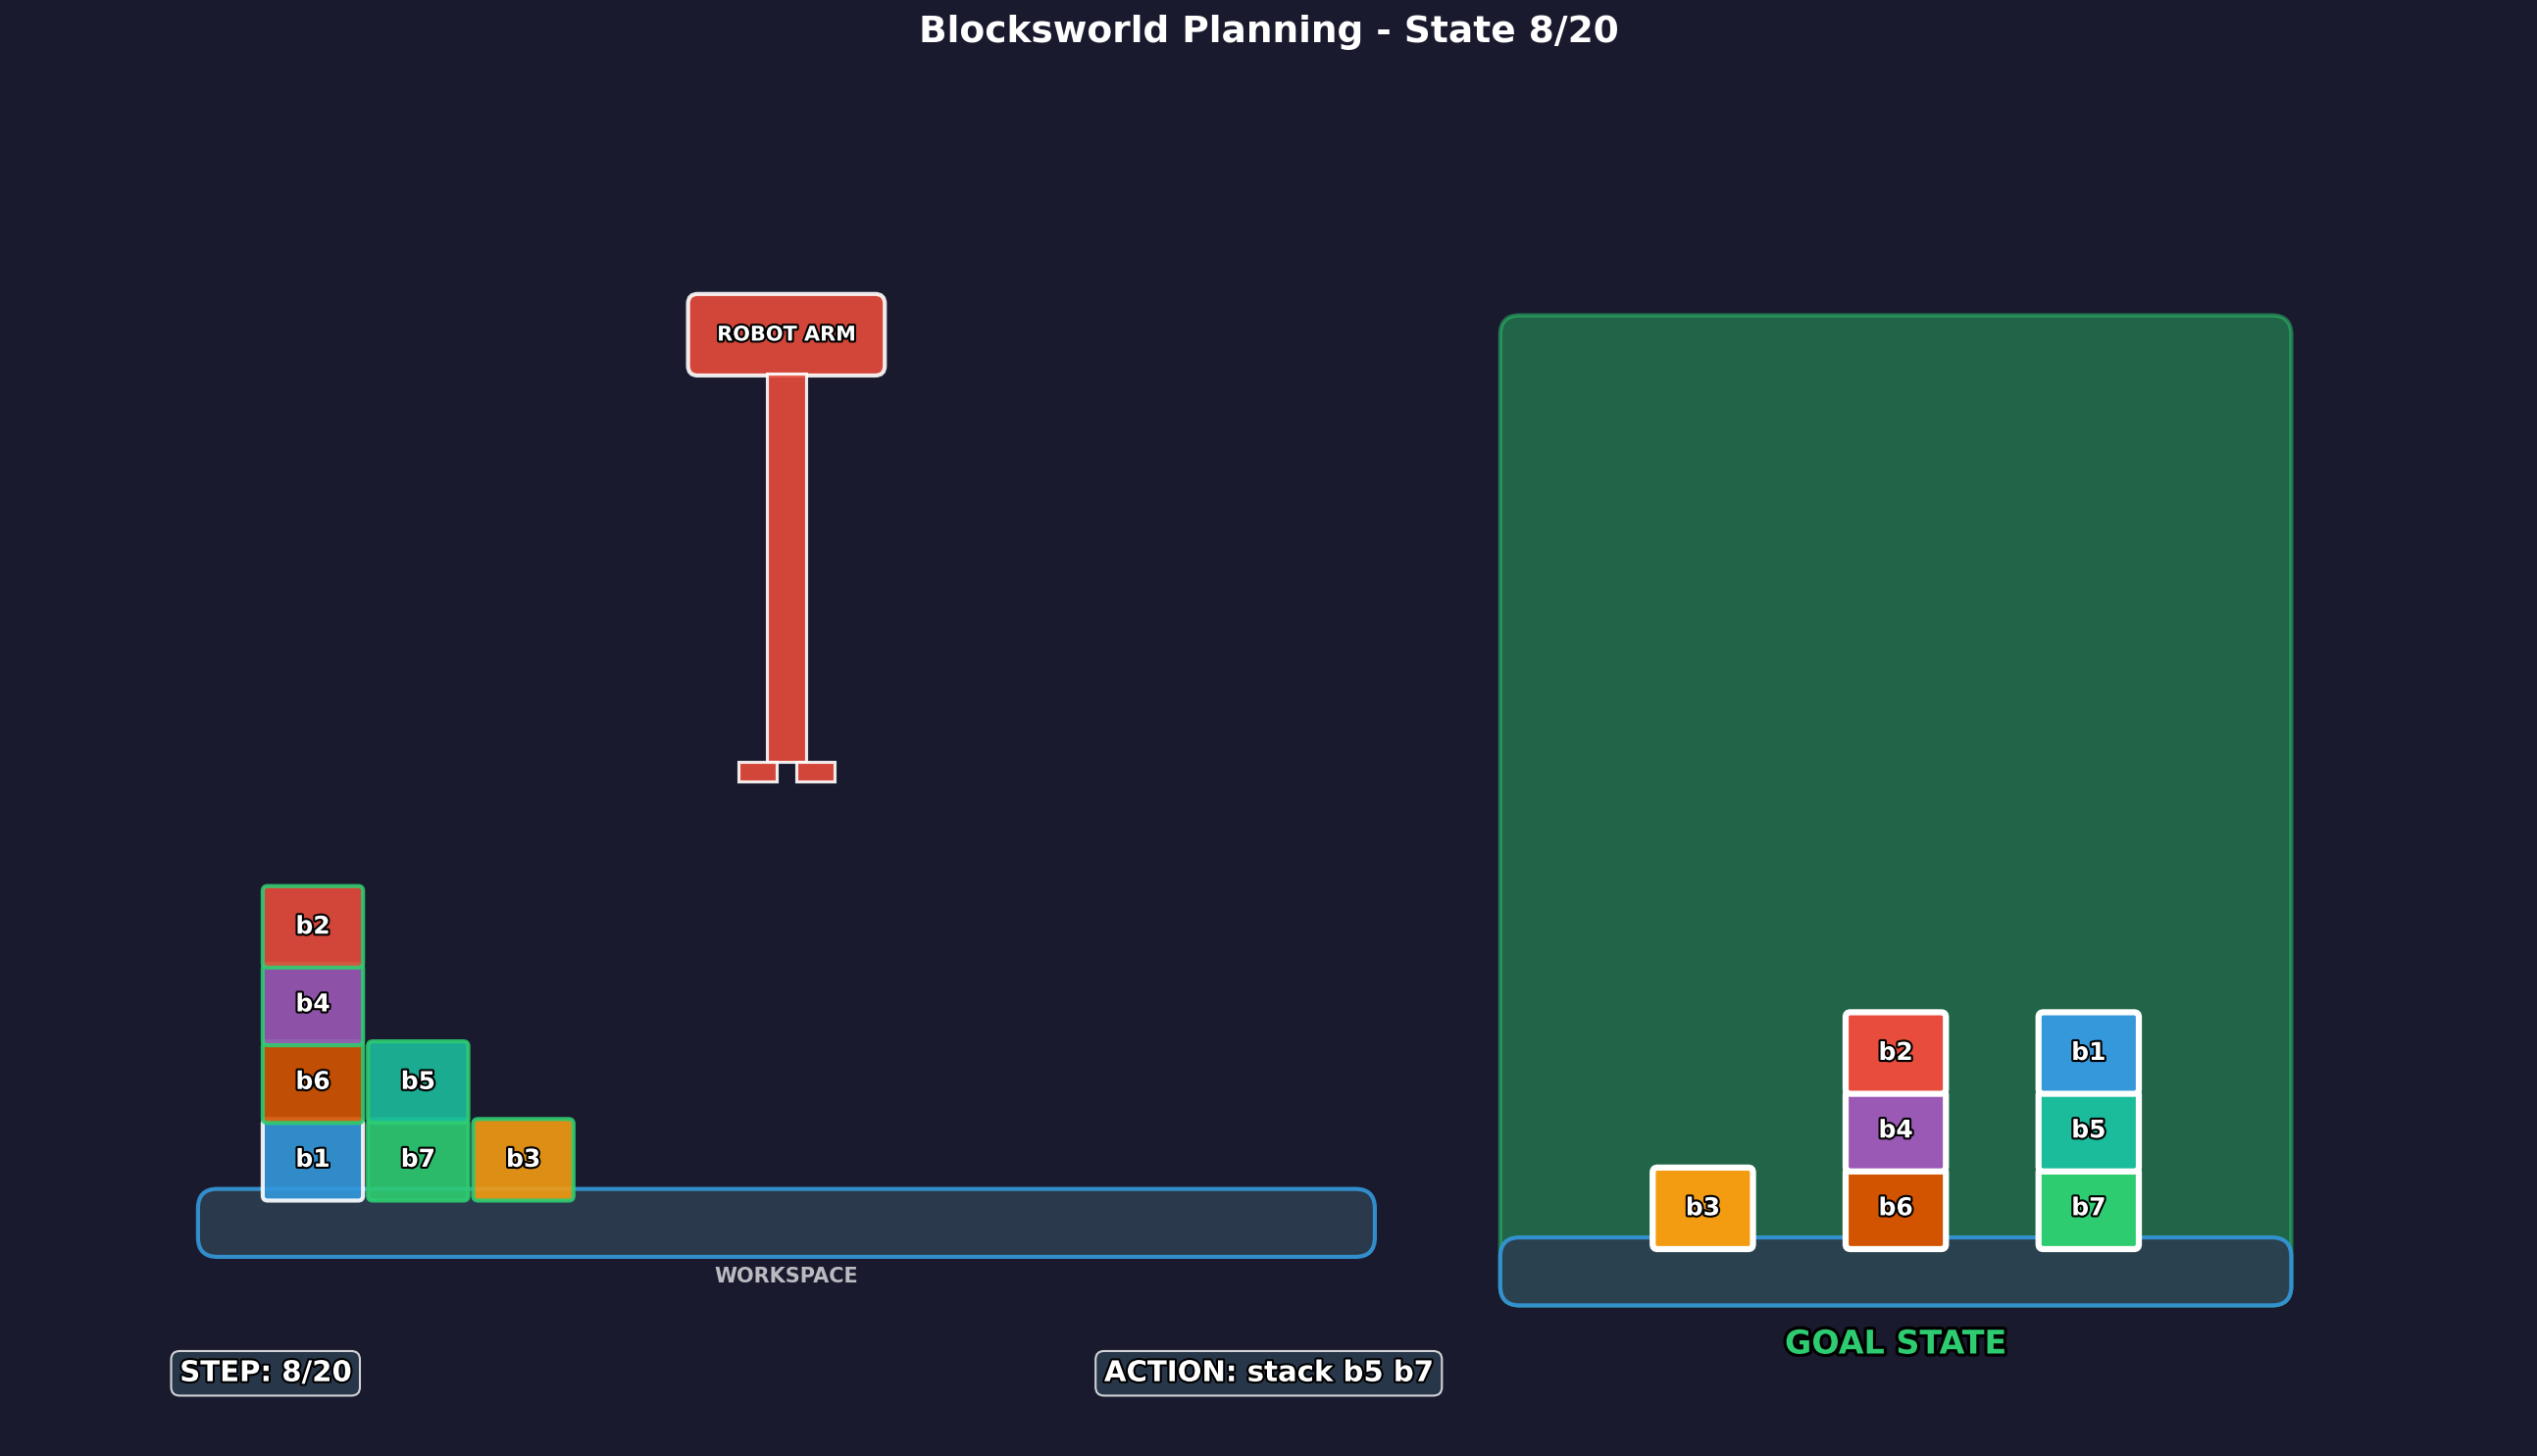 Blocksworld Planning - State 8/20
ROBOT ARM
b2
b4
b6
b5
b1
b7
b3
WORKSPACE
b2
b1
b4
b5
b3
b6
b7
GOAL STATE
STEP: 8/20
ACTION: stack b5 b7